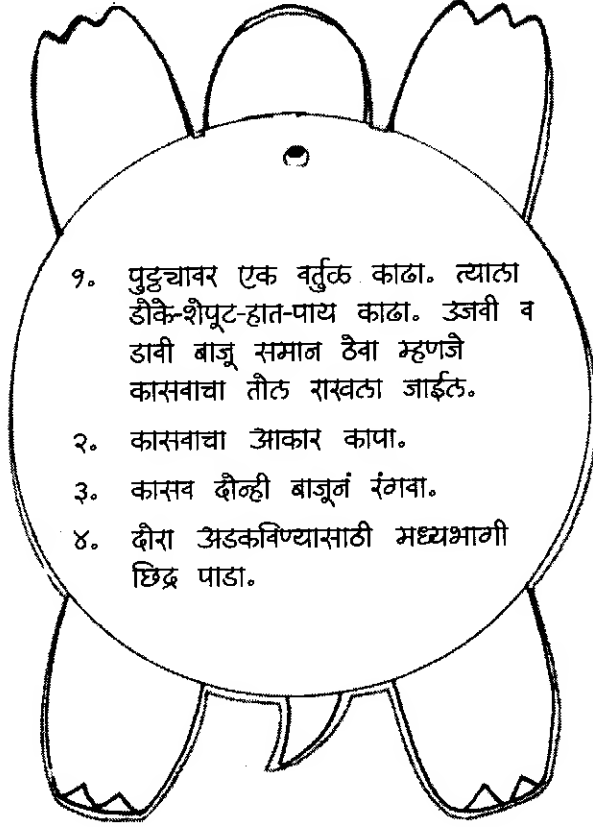 १. पुठ्ठ्यावर एक वर्तुळ काढा. त्याला
डोके-शेपूट-हात-पाय काढा. उजवी व
डावी बाजू समान ठेवा म्हणजे
कासवाचा तोल राखला जाईल.
२. कासवाचा आकार कापा.
३. कासव दोन्ही बाजूनं रंगवा.
४. दोरा अडकविण्यासाठी मध्यभागी
छिद्र पाडा.